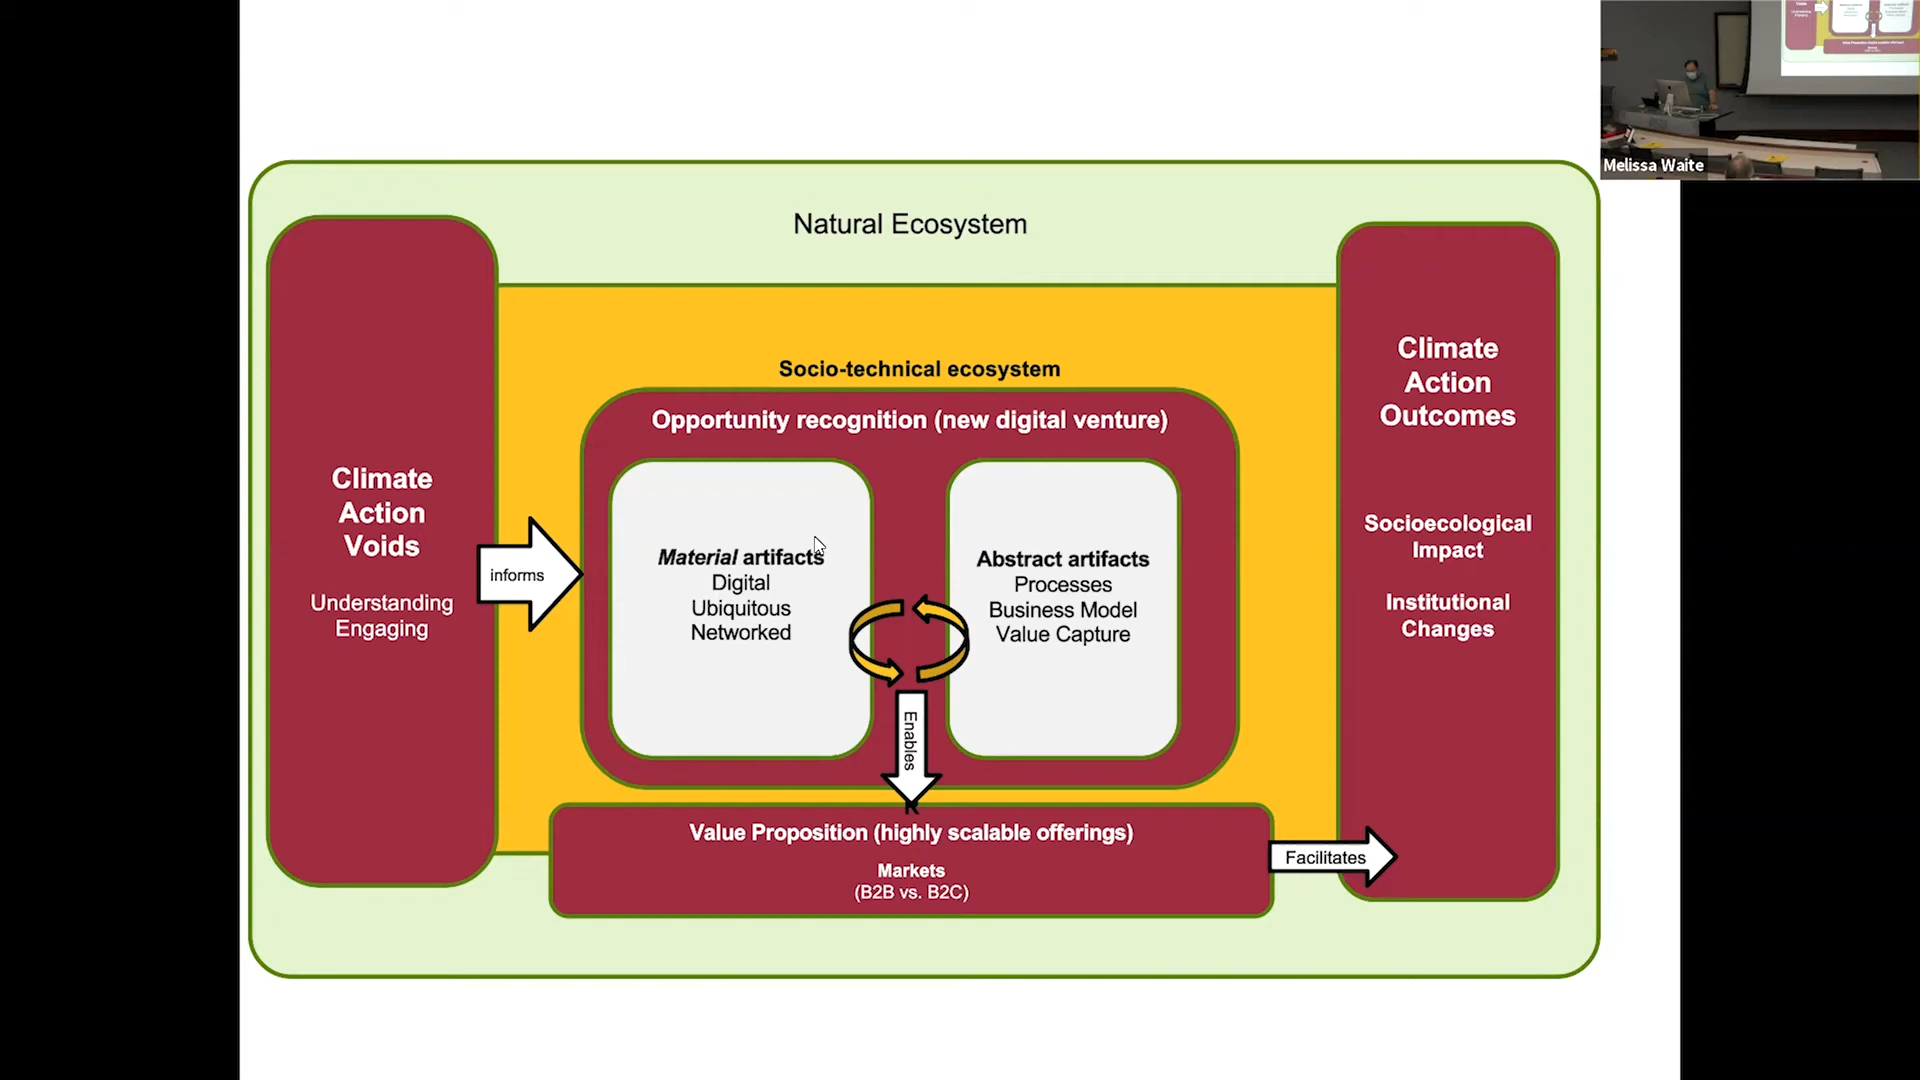 Melissa Waite
Natural Ecosystem
Socio-technical ecosystem
Climate
Action
Voids
Understanding
Engaging
informs
Opportunity recognition (new digital venture)
Material artifacts
Digital
Ubiquitous
Networked
Abstract artifacts
Processes
Business Model
Value Capture
Enables
Value Proposition (highly scalable offerings)
Markets
(B2B vs. B2C)
Facilitates
Climate
Action
Outcomes
Socioecological
Impact
Institutional
Changes